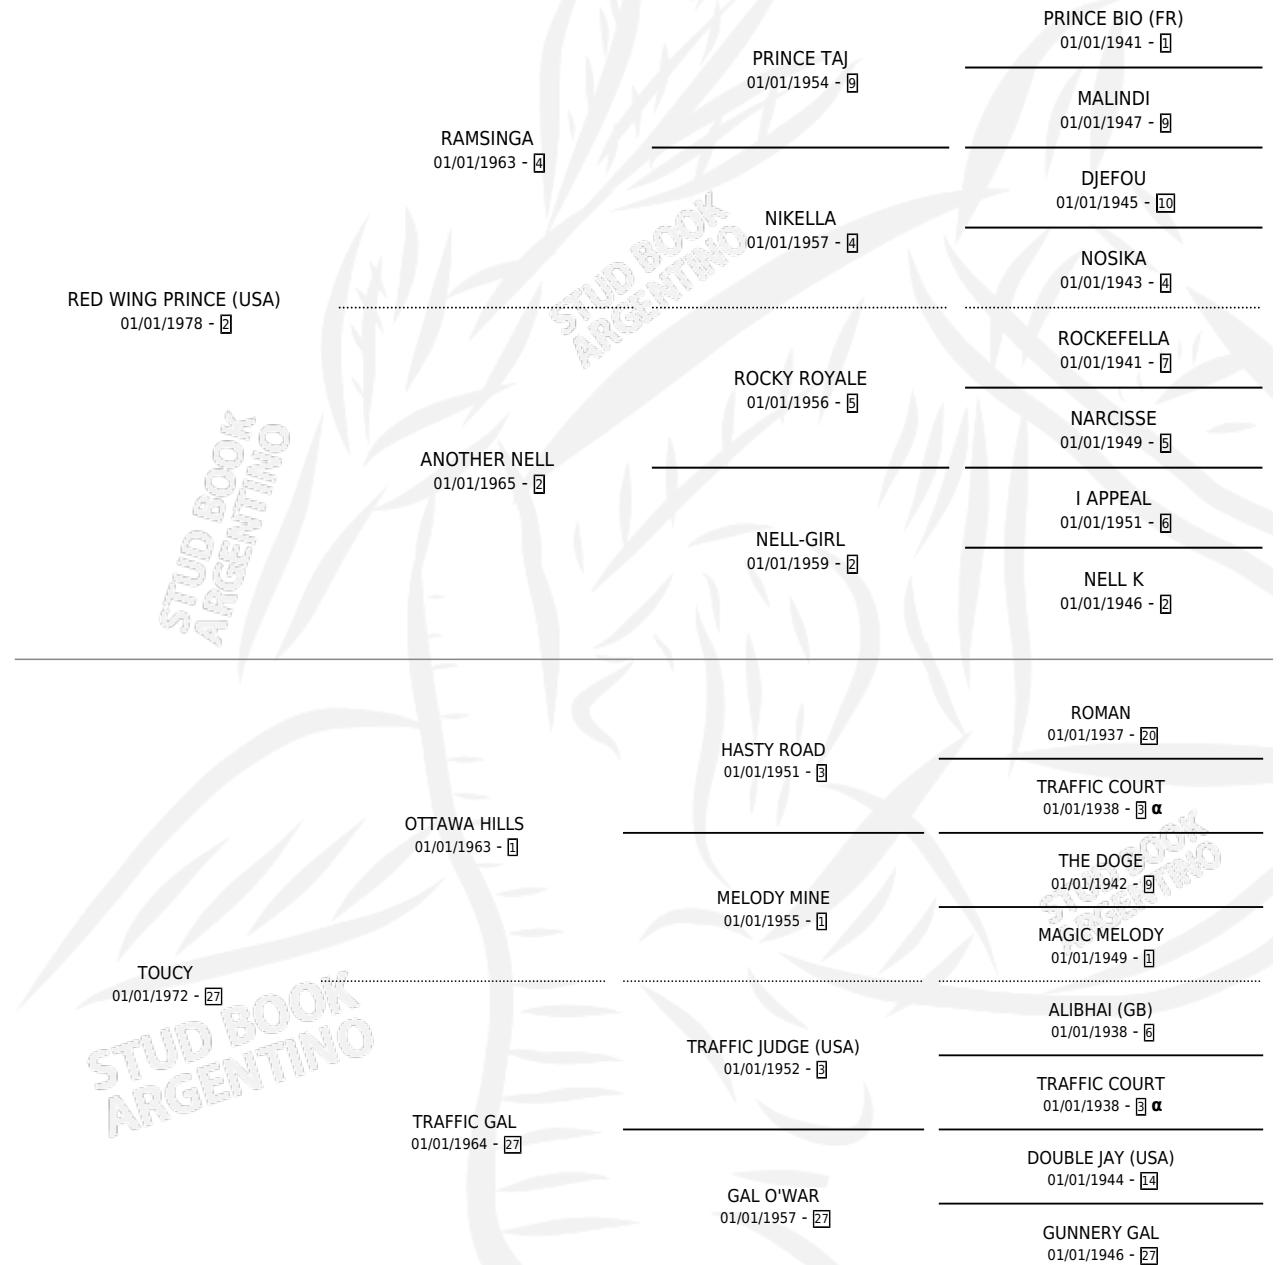 PRINCE BIO (FR)
01/01/1941 - 1
PRINCE TAJ
01/01/1954 - 9
MALINDI
01/01/1947 - 9
RAMSINGA
01/01/1963 - 4
DJEFOU
01/01/1945 - 10
NIKELLA
01/01/1957 - 4
NOSIKA
01/01/1943 - 4
RED WING PRINCE (USA)
01/01/1978 - 2
ROCKEFELLA
01/01/1941 - 7
ROCKY ROYALE
01/01/1956 - 5
NARCISSE
01/01/1949 - 5
ANOTHER NELL
01/01/1965 - 2
I APPEAL
01/01/1951 - 6
NELL-GIRL
01/01/1959 - 2
NELL K
01/01/1946 - 2
STUD BOOK
ARGENTINO
STUD BOOK
ARGENTINO
ROMAN
01/01/1937 - 20
HASTY ROAD
01/01/1951 - 3
TRAFFIC COURT
01/01/1938 - 3 α
OTTAWA HILLS
01/01/1963 - 1
THE DOGE
01/01/1942 - 9
MELODY MINE
01/01/1955 - 1
MAGIC MELODY
01/01/1949 - 1
STUD BOOK
ARGENTINO
TOUCY
01/01/1972 - 27
ALIBHAI (GB)
01/01/1938 - 6
TRAFFIC JUDGE (USA)
01/01/1952 - 3
TRAFFIC COURT
01/01/1938 - 3 α
TRAFFIC GAL
01/01/1964 - 27
DOUBLE JAY (USA)
01/01/1944 - 14
GAL O'WAR
01/01/1957 - 27
GUNNERY GAL
01/01/1946 - 27
STUD BOOK
ARGENTINO